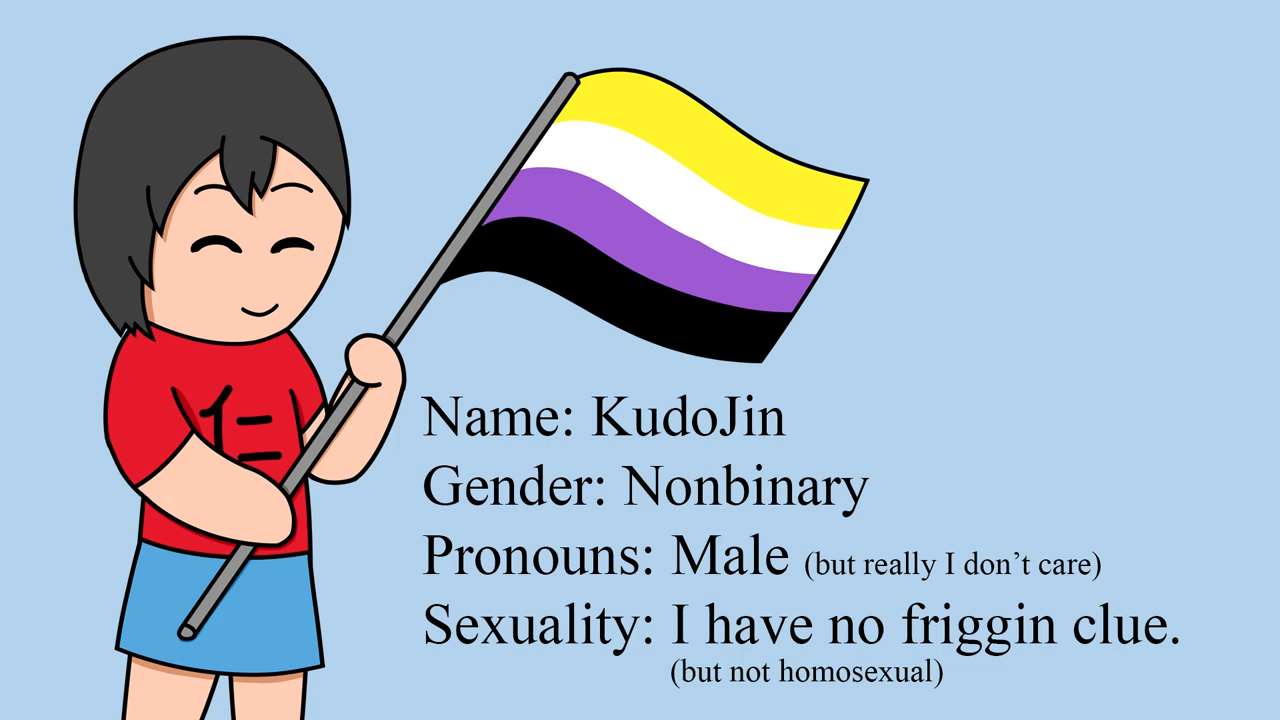 仁
Name: KudoJin
Gender: Nonbinary
Pronouns: Male (but really I don’t care)
Sexuality: I have no friggin clue.
(but not homosexual)